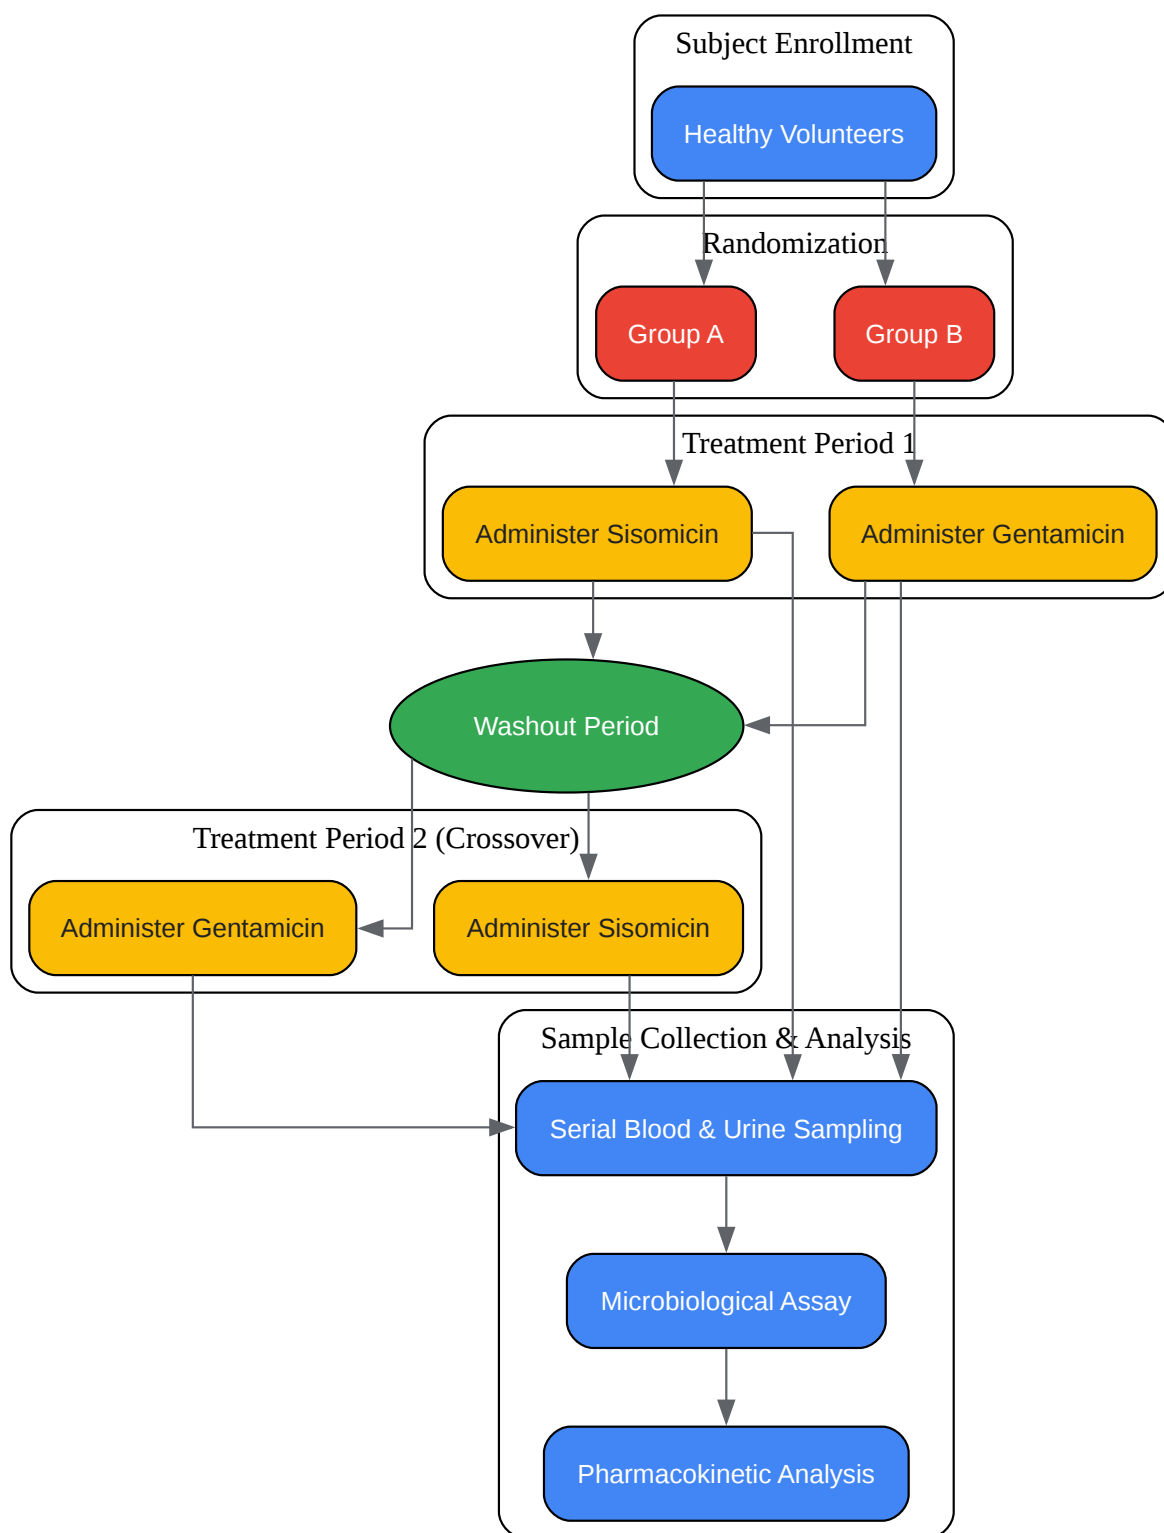 Subject Enrollment
Healthy Volunteers
Randomization
Group A
Group B
Treatment Period 1
Administer Sisomicin
Administer Gentamicin
Washout Period
Treatment Period 2 (Crossover)
Administer Gentamicin
Administer Sisomicin
Sample Collection & Analysis
Serial Blood & Urine Sampling
Microbiological Assay
Pharmacokinetic Analysis